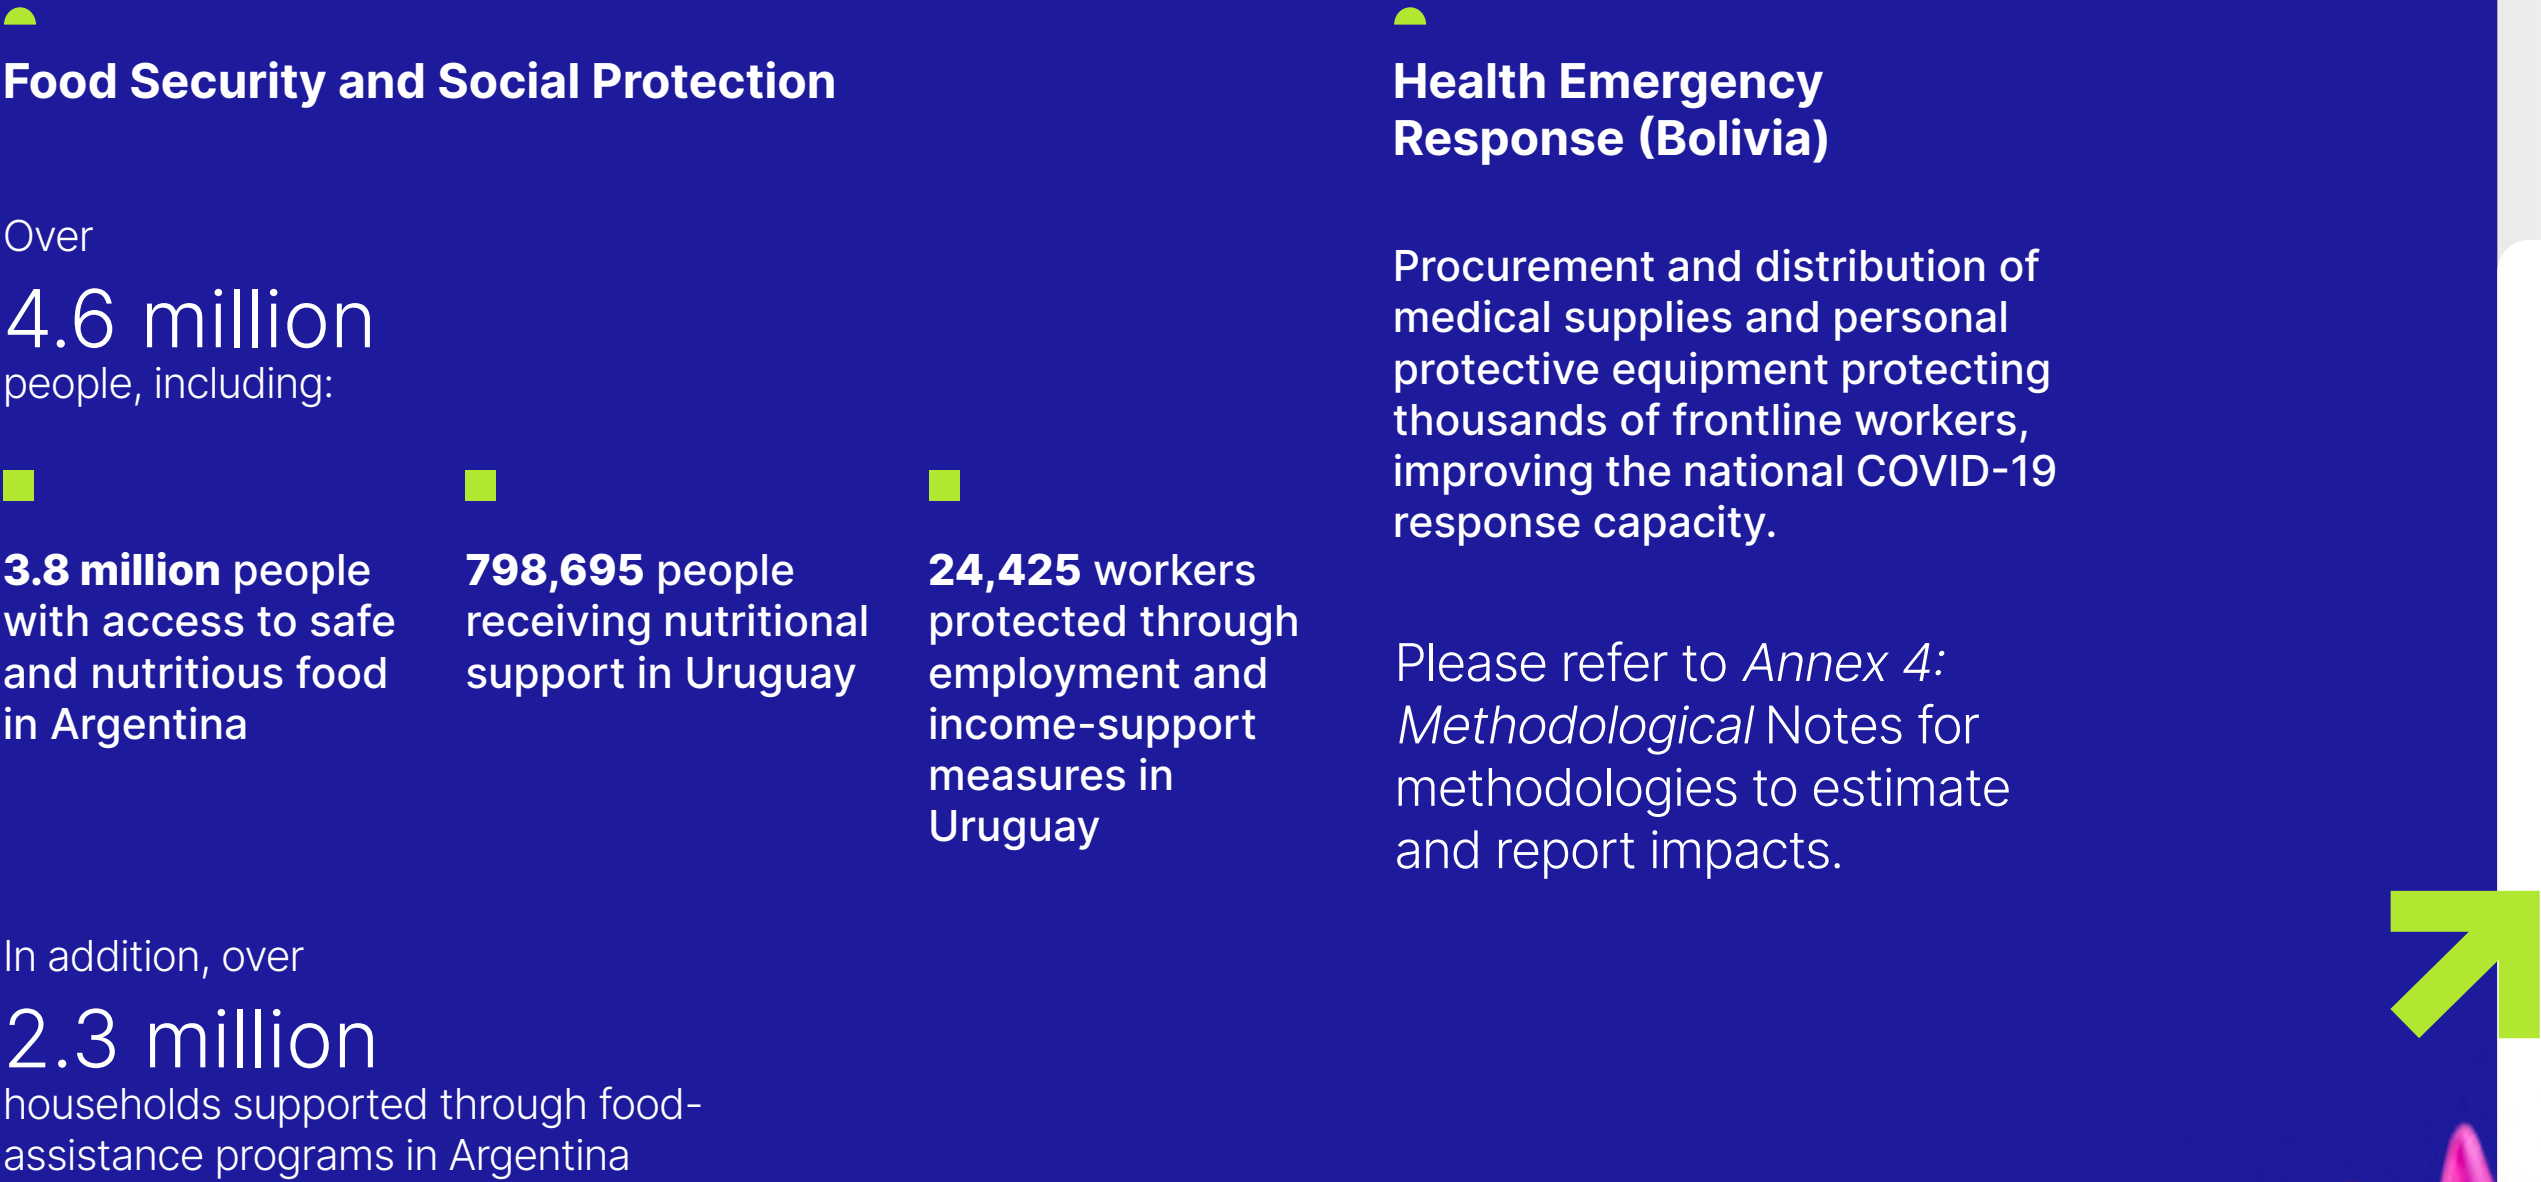 Food Security and Social Protection
Over
4.6 million
people, including:
3.8 million people
with access to safe
and nutritious food
in Argentina
798,695 people
receiving nutritional
support in Uruguay
24,425 workers
protected through
employment and
income-support
measures in
Uruguay
In addition, over
2.3 million
households supported through food-
assistance programs in Argentina
Health Emergency
Response (Bolivia)
Procurement and distribution of
medical supplies and personal
protective equipment protecting
thousands of frontline workers,
improving the national COVID-19
response capacity.
Please refer to Annex 4:
Methodological Notes for
methodologies to estimate
and report impacts.